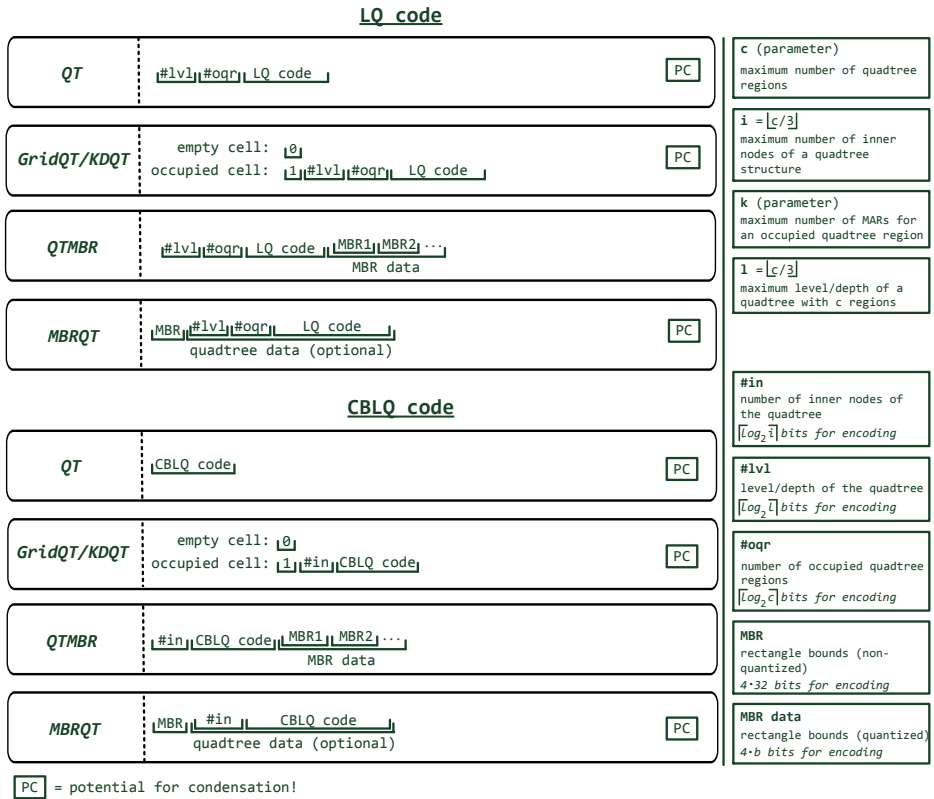 LQ code
QT #lvl #oqr LQ code PC
empty cell: 0
GridQT/KDQT PC
occupied cell: 1 #lvl #oqr LQ code
QTMBR #lvl #oqr LQ code MBR1 MBR2 ...
MBR data
MBRQT MBR #lvl #oqr LQ code PC
quadtree data (optional)
CBLQ code
QT CBLQ code PC
empty cell: 0
GridQT/KDQT PC
occupied cell: 1 #in CBLQ code
QTMBR #in CBLQ code MBR1 MBR2 ...
MBR data
MBRQT MBR #in CBLQ code PC
quadtree data (optional)
PC = potential for condensation!
c (parameter)
maximum number of quadtree
regions
i = ⌊c/3⌋
maximum number of inner
nodes of a quadtree
structure
k (parameter)
maximum number of MARs for
an occupied quadtree region
l = ⌊c/3⌋
maximum level/depth of a
quadtree with c regions
#in
number of inner nodes of
the quadtree
⌈log₂i⌉ bits for encoding
#lvl
level/depth of the quadtree
⌈log₂l⌉ bits for encoding
#oqr
number of occupied quadtree
regions
⌈log₂c⌉ bits for encoding
MBR
rectangle bounds (non-
quantized)
4·32 bits for encoding
MBR data
rectangle bounds (quantized)
4·b bits for encoding